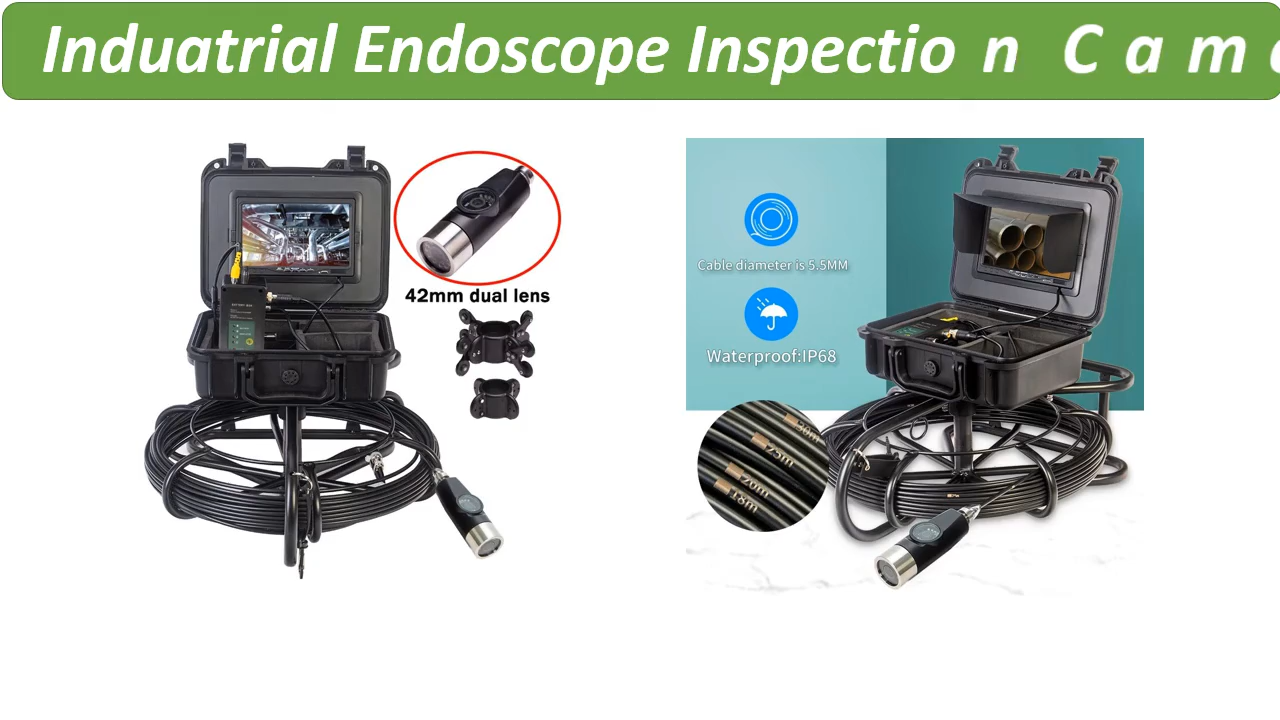 Induatrial Endoscope Inspectio n C a m
42mm dual lens
Cable diameter is 5.5MM
Waterproof:IP68
30m
25m
20m
18m